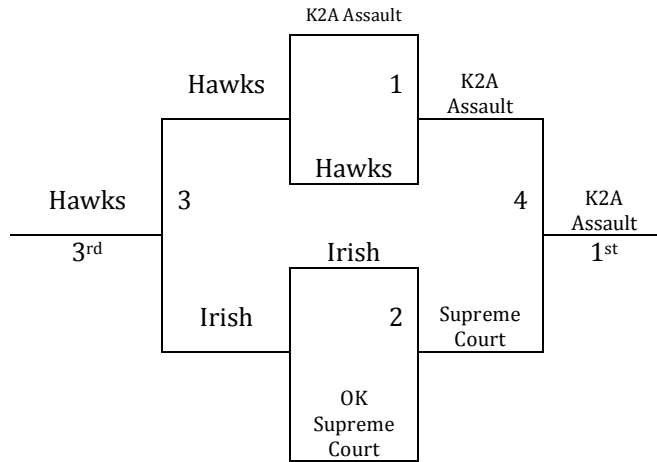 K2A Assault
Hawks
1
K2A
Assault
Hawks
Hawks
3
4
K2A
Assault
3rd
1st
Irish
Irish
2
Supreme
Court
OK
Supreme
Court